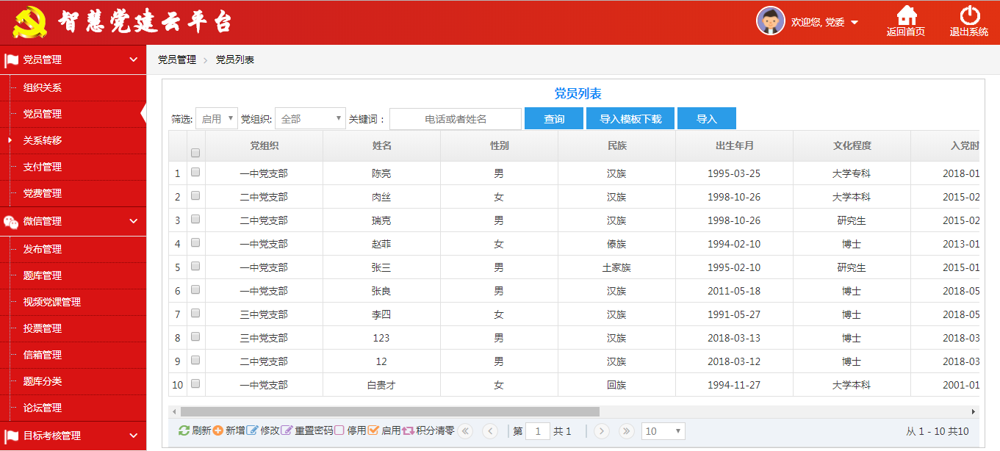 智慧党建云平台
欢迎您, 党委
返回首页
退出系统
党员管理
组织关系
党员管理
关系转移
支付管理
党费管理
微信管理
发布管理
题库管理
视频党课管理
投票管理
信箱管理
题库分类
论坛管理
目标考核管理
党员管理 > 党员列表
党员列表
筛选: 启用 党组织: 全部 关键词: 电话或者姓名 查询 导入模板下载 导入
党组织 姓名 性别 民族 出生年月 文化程度 入党时
1 一中党支部 陈亮 男 汉族 1995-03-25 大学专科 2018-01
2 二中党支部 肉丝 女 汉族 1998-10-26 大学本科 2015-02
3 二中党支部 瑞克 男 汉族 1998-10-26 研究生 2015-02
4 一中党支部 赵菲 女 傣族 1994-02-10 博士 2013-01
5 一中党支部 张三 男 土家族 1995-02-10 研究生 2015-01
6 一中党支部 张良 男 汉族 2011-05-18 博士 2018-05
7 三中党支部 李四 女 汉族 1991-05-27 博士 2018-05
8 三中党支部 123 男 汉族 2018-03-13 博士 2018-03
9 二中党支部 12 男 汉族 2018-03-12 博士 2018-03
10 一中党支部 白贵才 女 回族 1994-11-27 大学本科 2001-01
刷新 新增 修改 重置密码 停用 启用 积分清零 第 1 共 1 10 从 1 - 10 共10